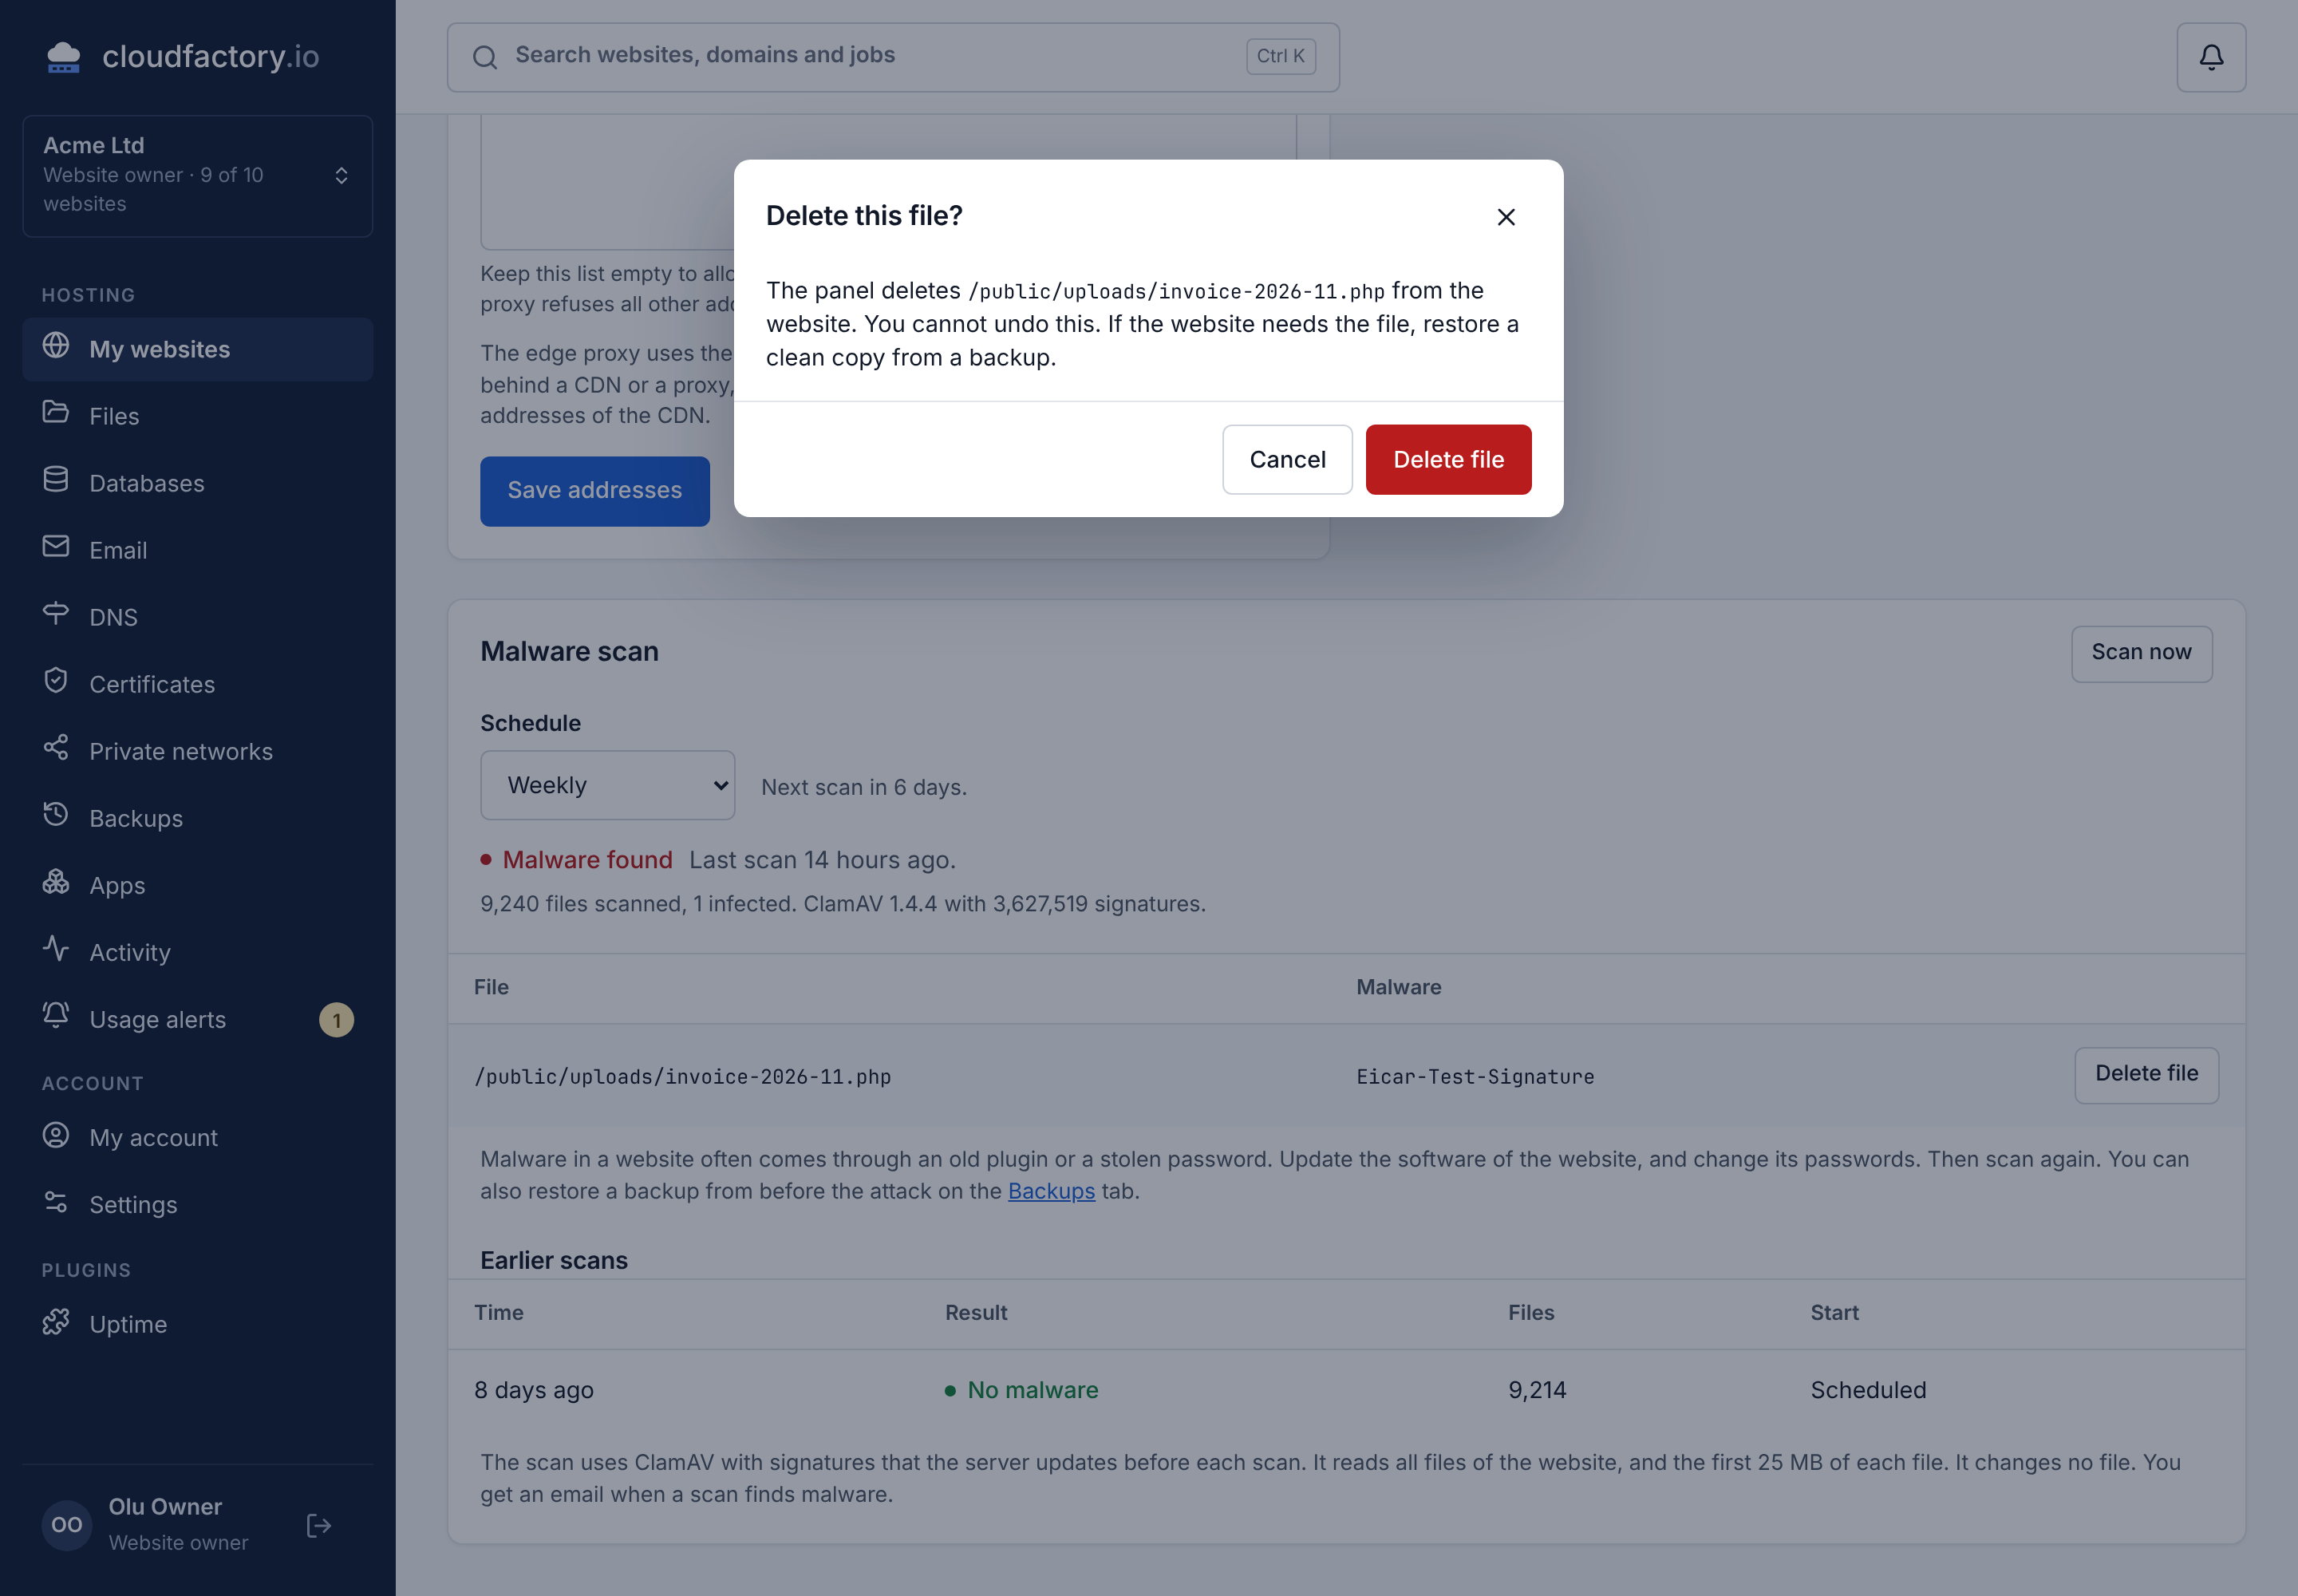 cloudfactory.io
Acme Ltd
Website owner · 9 of 10
websites
HOSTING
My websites
Files
Databases
Email
DNS
Certificates
Private networks
Backups
Apps
Activity
Usage alerts
1
ACCOUNT
My account
Settings
PLUGINS
Uptime
OO
Olu Owner
Website owner
Search websites, domains and jobs
Ctrl K
Keep this list empty to
proxy refuses all other
The edge proxy uses the
behind a CDN or a proxy,
addresses of the CDN.
Save addresses
Delete this file?
The panel deletes /public/uploads/invoice-2026-11.php from the
website. You cannot undo this. If the website needs the file, restore a
clean copy from a backup.
Cancel
Delete file
Malware scan
Scan now
Schedule
Weekly
Next scan in 6 days.
Malware found Last scan 14 hours ago.
9,240 files scanned, 1 infected. ClamAV 1.4.4 with 3,627,519 signatures.
File Malware
/public/uploads/invoice-2026-11.php Eicar-Test-Signature Delete file
Malware in a website often comes through an old plugin or a stolen password. Update the software of the website, and change its passwords. Then scan again. You can
also restore a backup from before the attack on the Backups tab.
Earlier scans
Time Result Files Start
8 days ago No malware 9,214 Scheduled
The scan uses ClamAV with signatures that the server updates before each scan. It reads all files of the website, and the first 25 MB of each file. It changes no file. You
get an email when a scan finds malware.